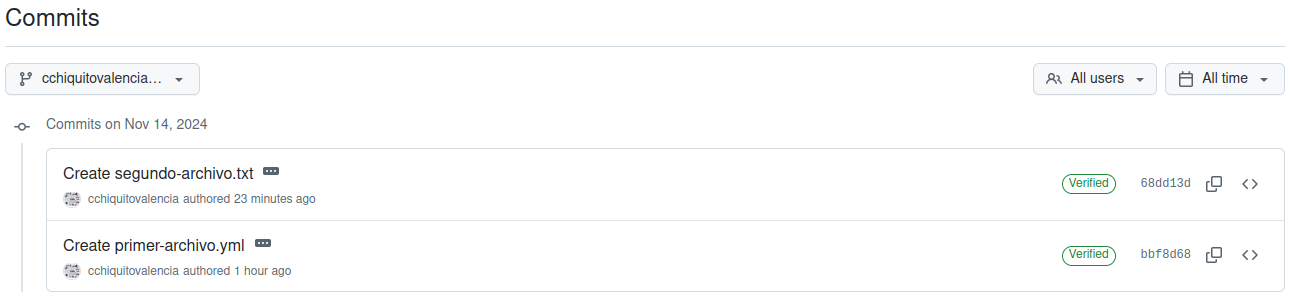 Commits
cchiquitovalencia...
All users
All time
Commits on Nov 14, 2024
Create segundo-archivo.txt
Verified
68dd13d
cchiquitovalencia authored 23 minutes ago
Create primer-archivo.yml
Verified
bbf8d68
cchiquitovalencia authored 1 hour ago